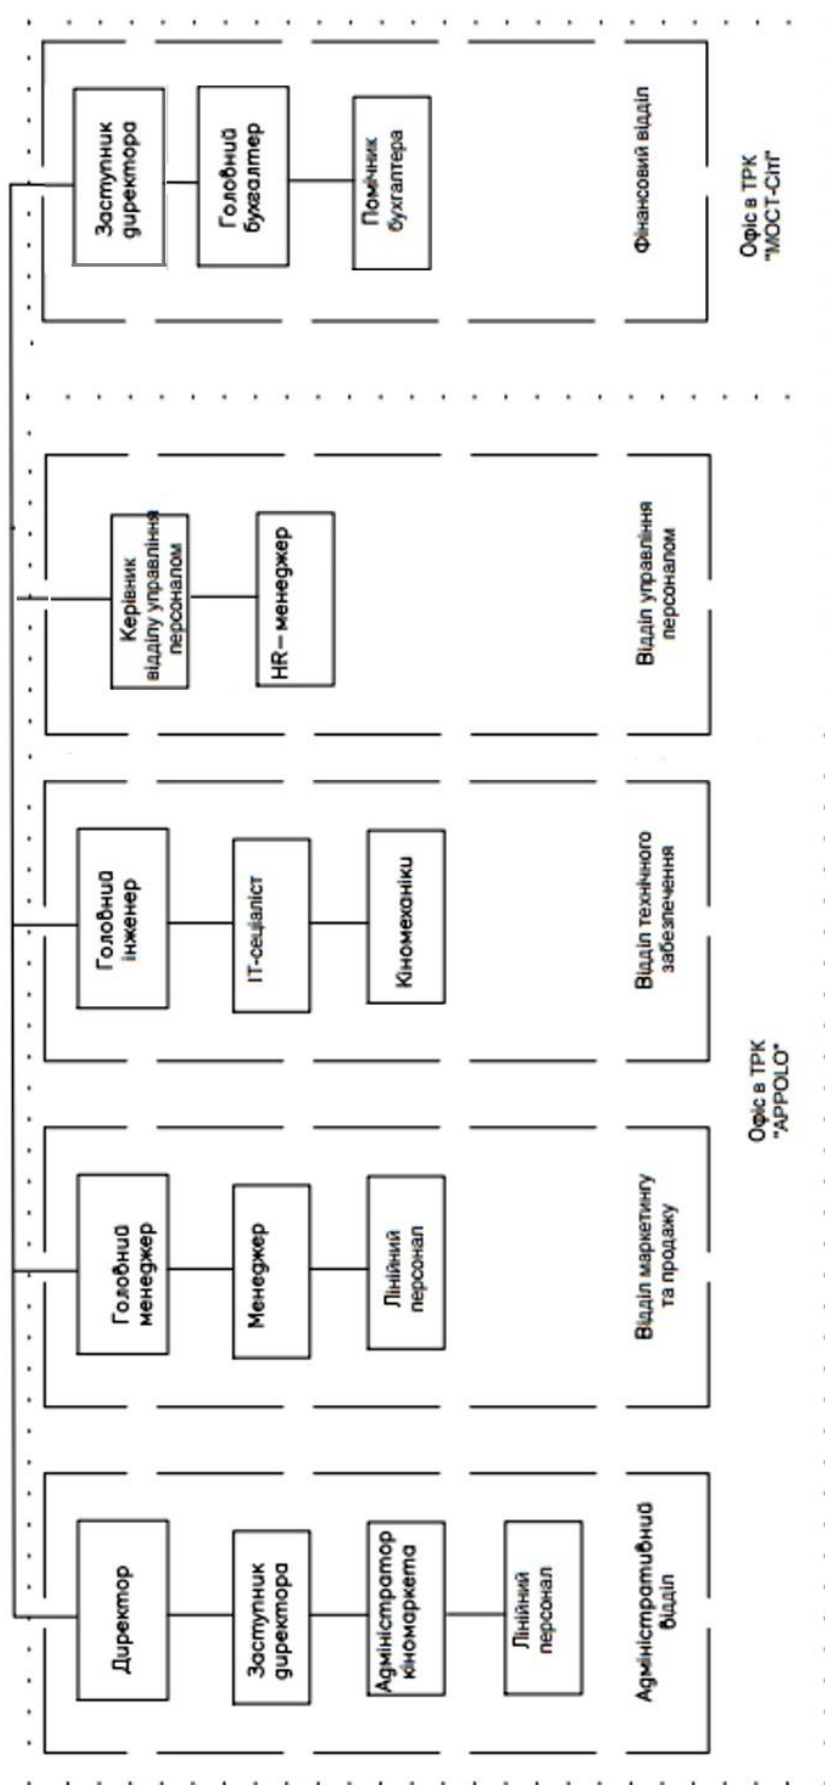 Директор
Заступник
директора
Адміністратор
кіномаркета
Лінійний
персонал
Адміністративний
відділ
Головний
менеджер
Менеджер
Лінійний
персонал
Відділ маркетингу
та продажу
Головний
інженер
ІТ-сеціаліст
Кіномеханіки
Відділ технічного
забезпечення
Керівник
відділу управління
персоналом
HR– менеджер
Відділ управління
персоналом
Офіс в ТРК
"APPOLO"
Заступник
директора
Головний
бухгалтер
Помічник
бухгалтера
Фінансовий відділ
Офіс в ТРК
"МОСТ-Сіті"